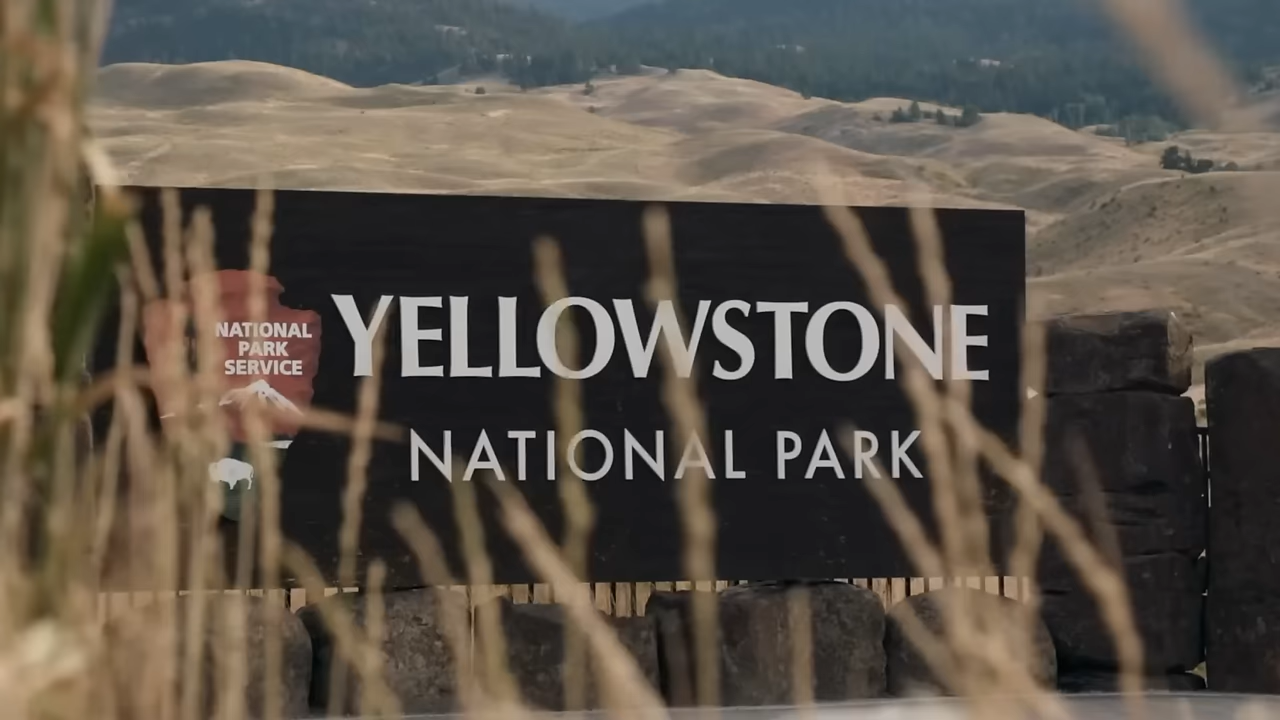 NATIONAL
PARK
SERVICE
YELLOWSTONE
NATIONAL PARK